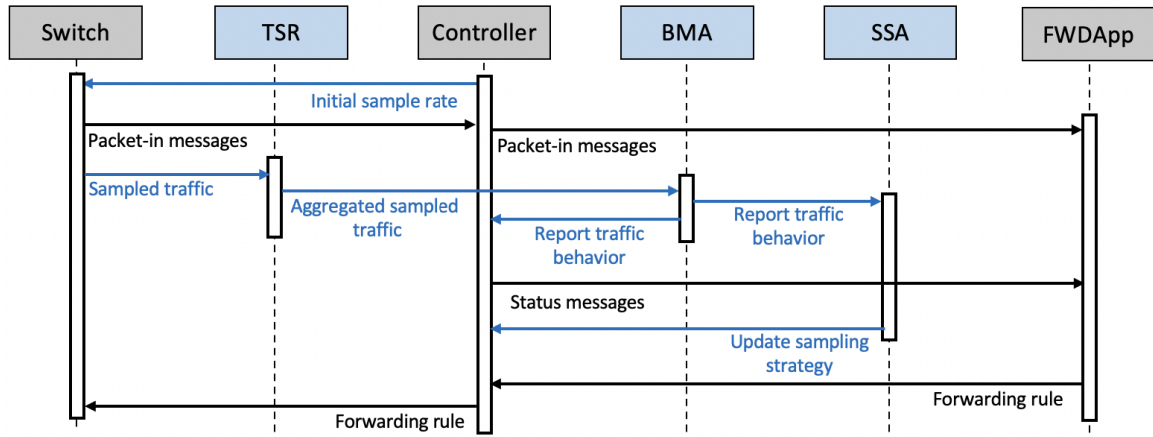 Switch
TSR
Controller
BMA
SSA
FWDApp
Initial sample rate
Packet-in messages
Packet-in messages
Sampled traffic
Aggregated sampled
traffic
Report traffic
behavior
Report traffic
behavior
Status messages
Update sampling
strategy
Forwarding rule
Forwarding rule